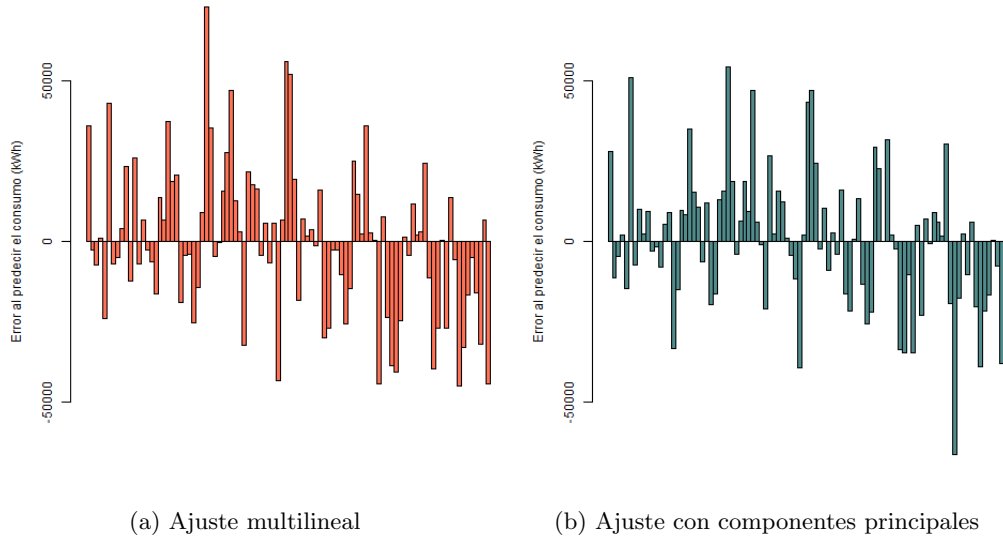 Error al predecir el consumo (kWh)
50000
0
-50000
Error al predecir el consumo (kWh)
50000
0
-50000
(a) Ajuste multilineal
(b) Ajuste con componentes principales